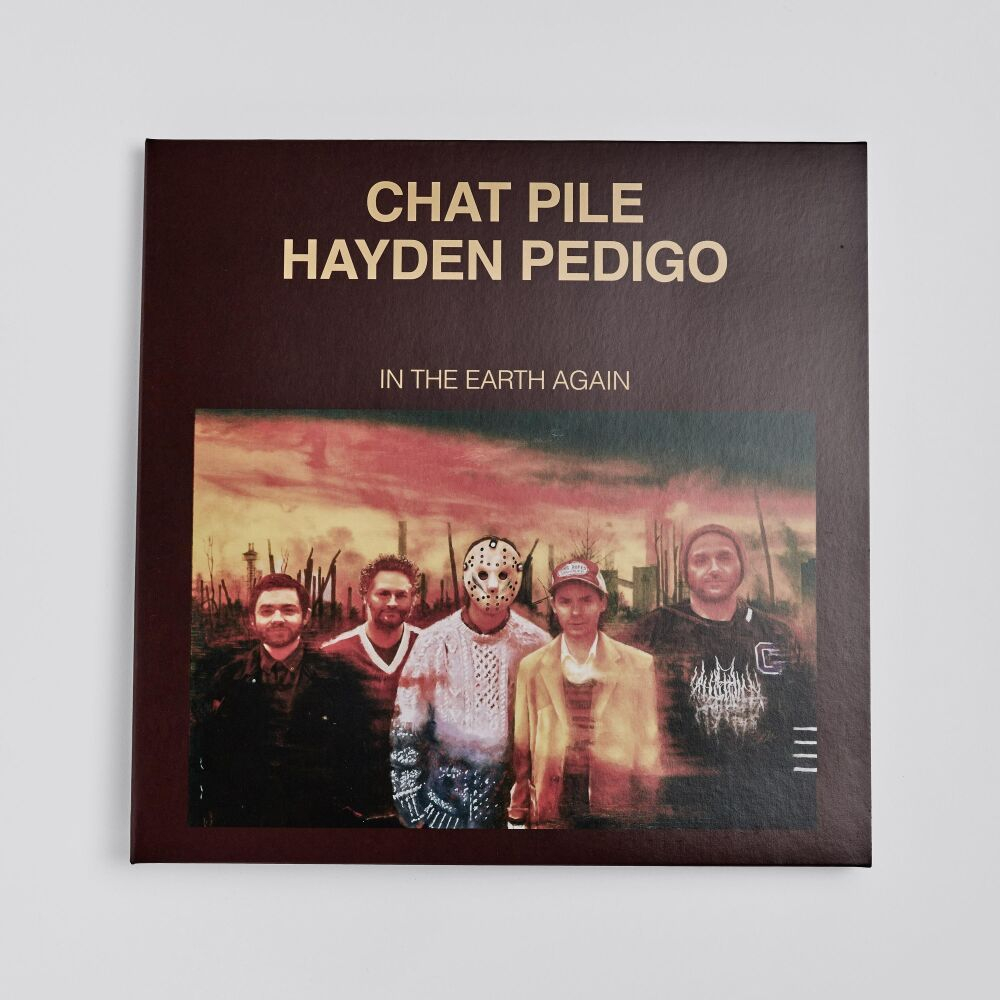 CHAT PILE
HAYDEN PEDIGO
IN THE EARTH AGAIN
C